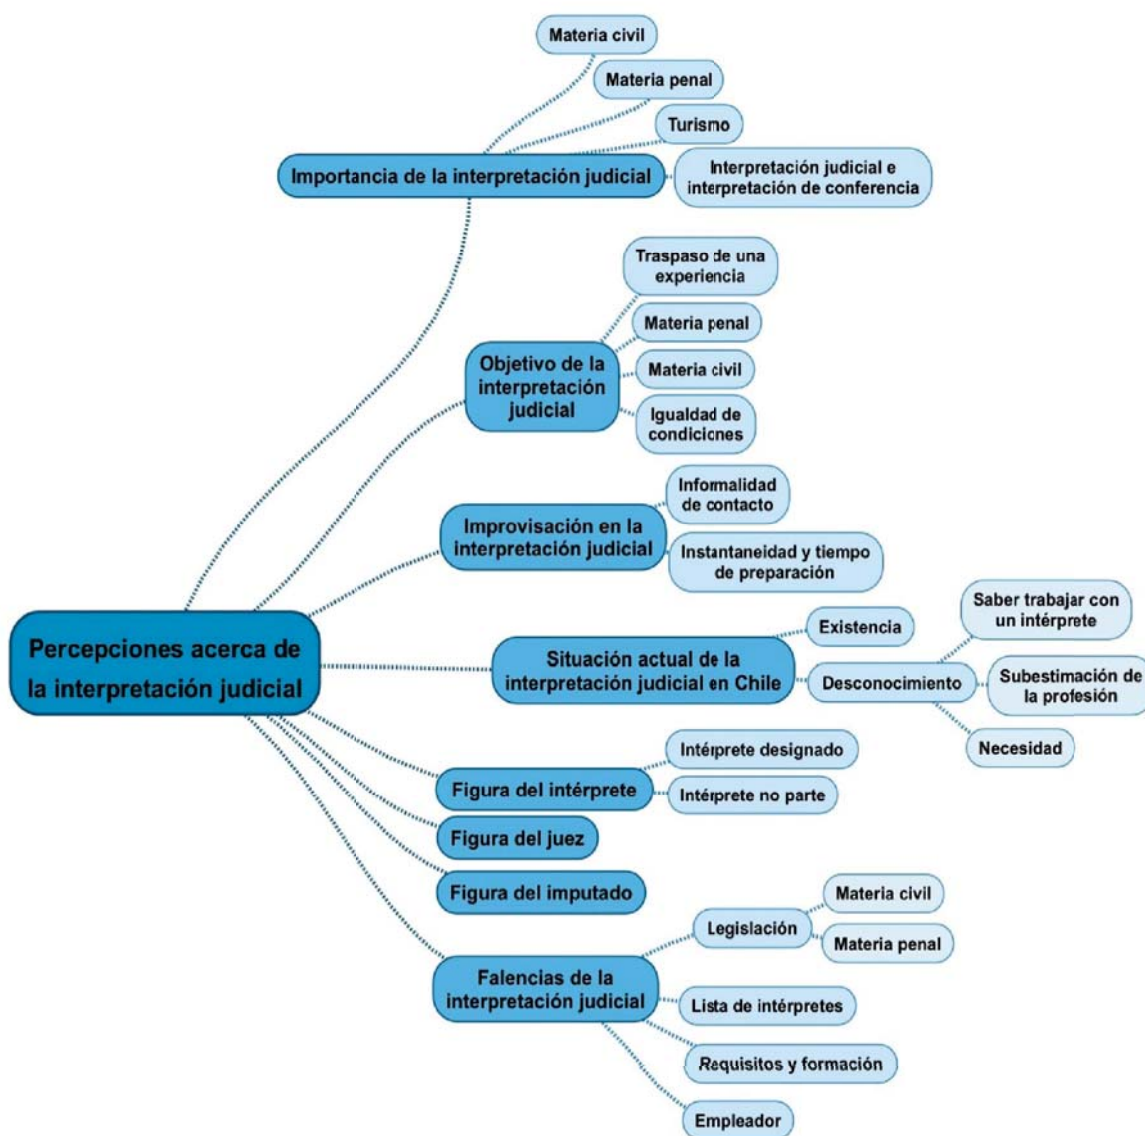 Materia civil
Materia penal
Turismo
Importancia de la interpretación judicial
Interpretación judicial e
interpretación de conferencia
Traspaso de una
experiencia
Materia penal
Objetivo de la
interpretación
judicial
Materia civil
Igualdad de
condiciones
Informalidad
de contacto
Improvisación en la
interpretación judicial
Instantaneidad y tiempo
de preparación
Saber trabajar con
un intérprete
Existencia
Percepciones acerca de
la interpretación judicial
Situación actual de la
interpretación judicial en Chile
Desconocimiento
Subestimación de
la profesión
Necesidad
Intérprete designado
Figura del intérprete
Intérprete no parte
Figura del juez
Figura del imputado
Materia civil
Legislación
Materia penal
Falencias de la
interpretación judicial
Lista de intérpretes
Requisitos y formación
Empleador